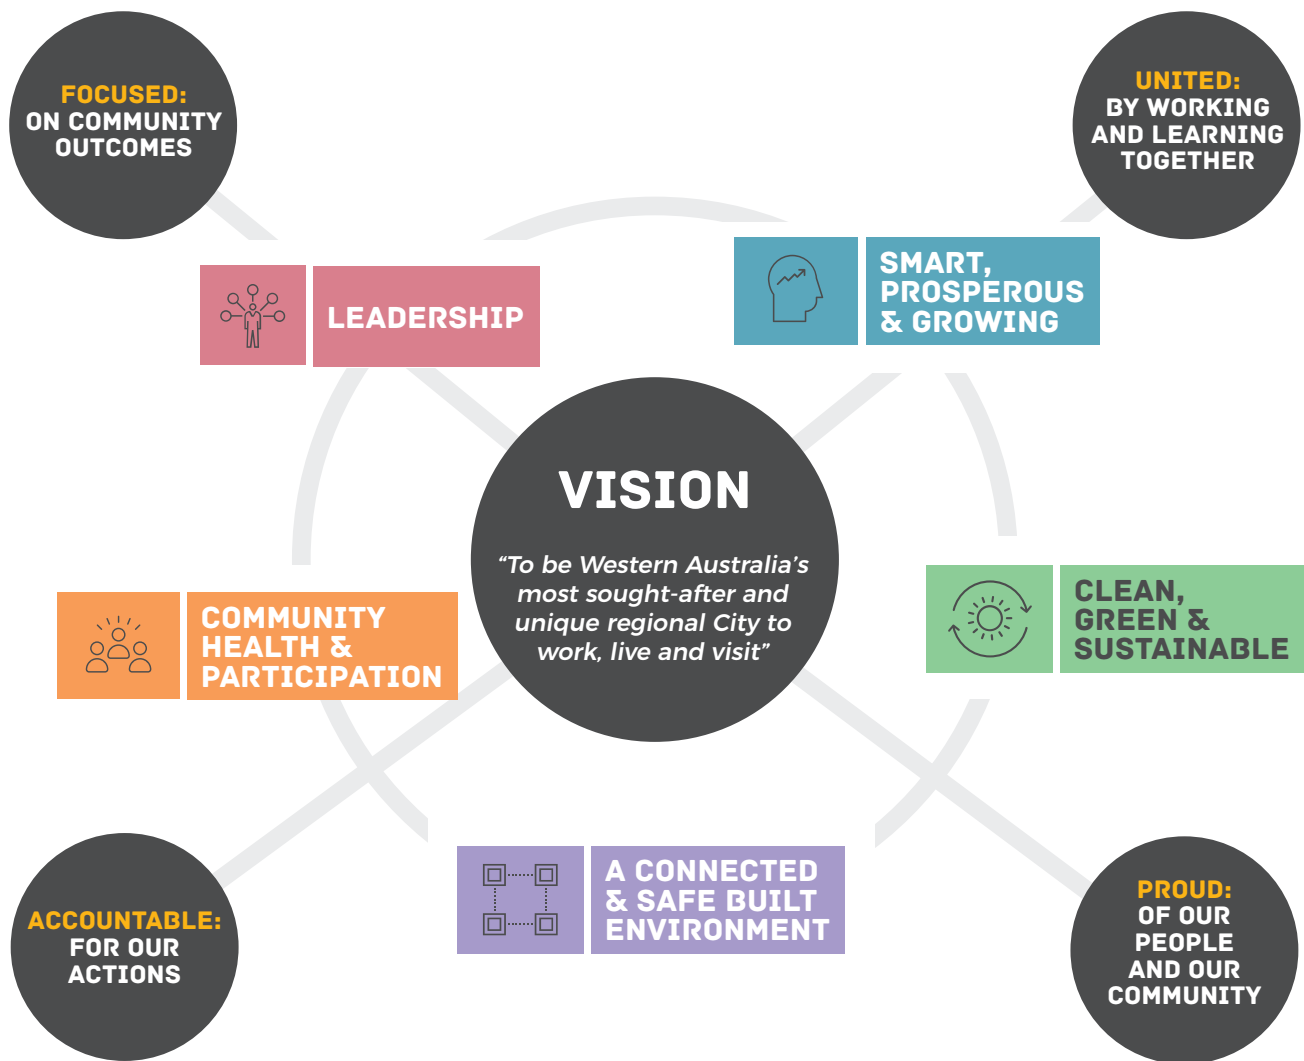 FOCUSED:
ON COMMUNITY
OUTCOMES
UNITED:
BY WORKING
AND LEARNING
TOGETHER
LEADERSHIP
SMART,
PROSPEROUS
& GROWING
VISION
“To be Western Australia’s
most sought-after and
unique regional City to
work, live and visit”
COMMUNITY
HEALTH &
PARTICIPATION
CLEAN,
GREEN &
SUSTAINABLE
A CONNECTED
& SAFE BUILT
ENVIRONMENT
ACCOUNTABLE:
FOR OUR
ACTIONS
PROUD:
OF OUR
PEOPLE
AND OUR
COMMUNITY